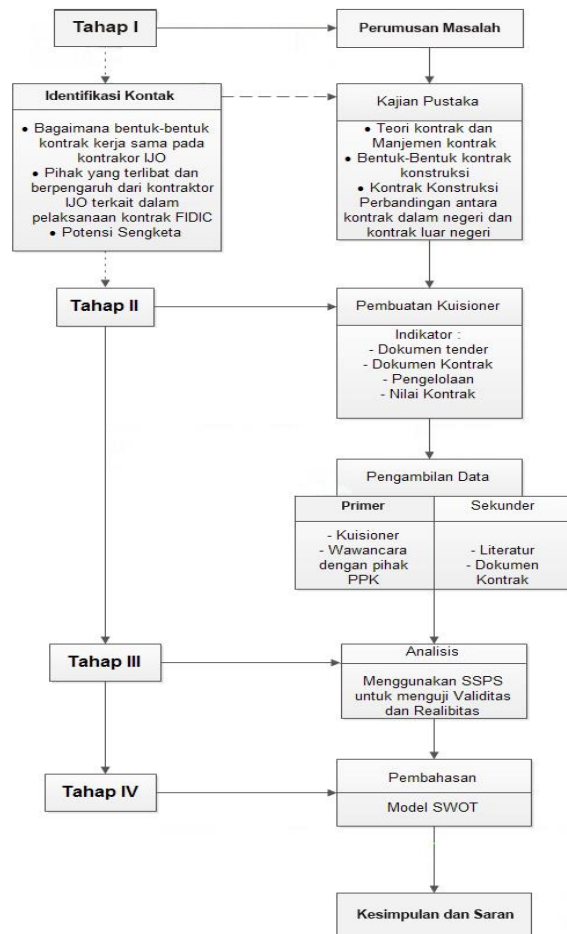 Tahap I
Perumusan Masalah
Identifikasi Kontak
● Bagaimana bentuk-bentuk
kontrak kerja sama pada
kontrakor IJO
● Pihak yang terlibat dan
berpengaruh dari kontraktor
IJO terkait dalam
pelaksanaan kontrak FIDIC
● Potensi Sengketa
Kajian Pustaka
● Teori kontrak dan
Manjemen kontrak
● Bentuk-Bentuk kontrak
konstruksi
● Kontrak Konstruksi
Perbandingan antara
kontrak dalam negeri dan
kontrak luar negeri
Tahap II
Pembuatan Kuisioner
Indikator :
- Dokumen tender
- Dokumen Kontrak
- Pengelolaan
- Nilai Kontrak
Pengambilan Data
Primer
- Kuisioner
- Wawancara
dengan pihak
PPK
Sekunder
- Literatur
- Dokumen
Kontrak
Tahap III
Analisis
Menggunakan SSPS
untuk menguji Validitas
dan Realibitas
Tahap IV
Pembahasan
Model SWOT
Kesimpulan dan Saran